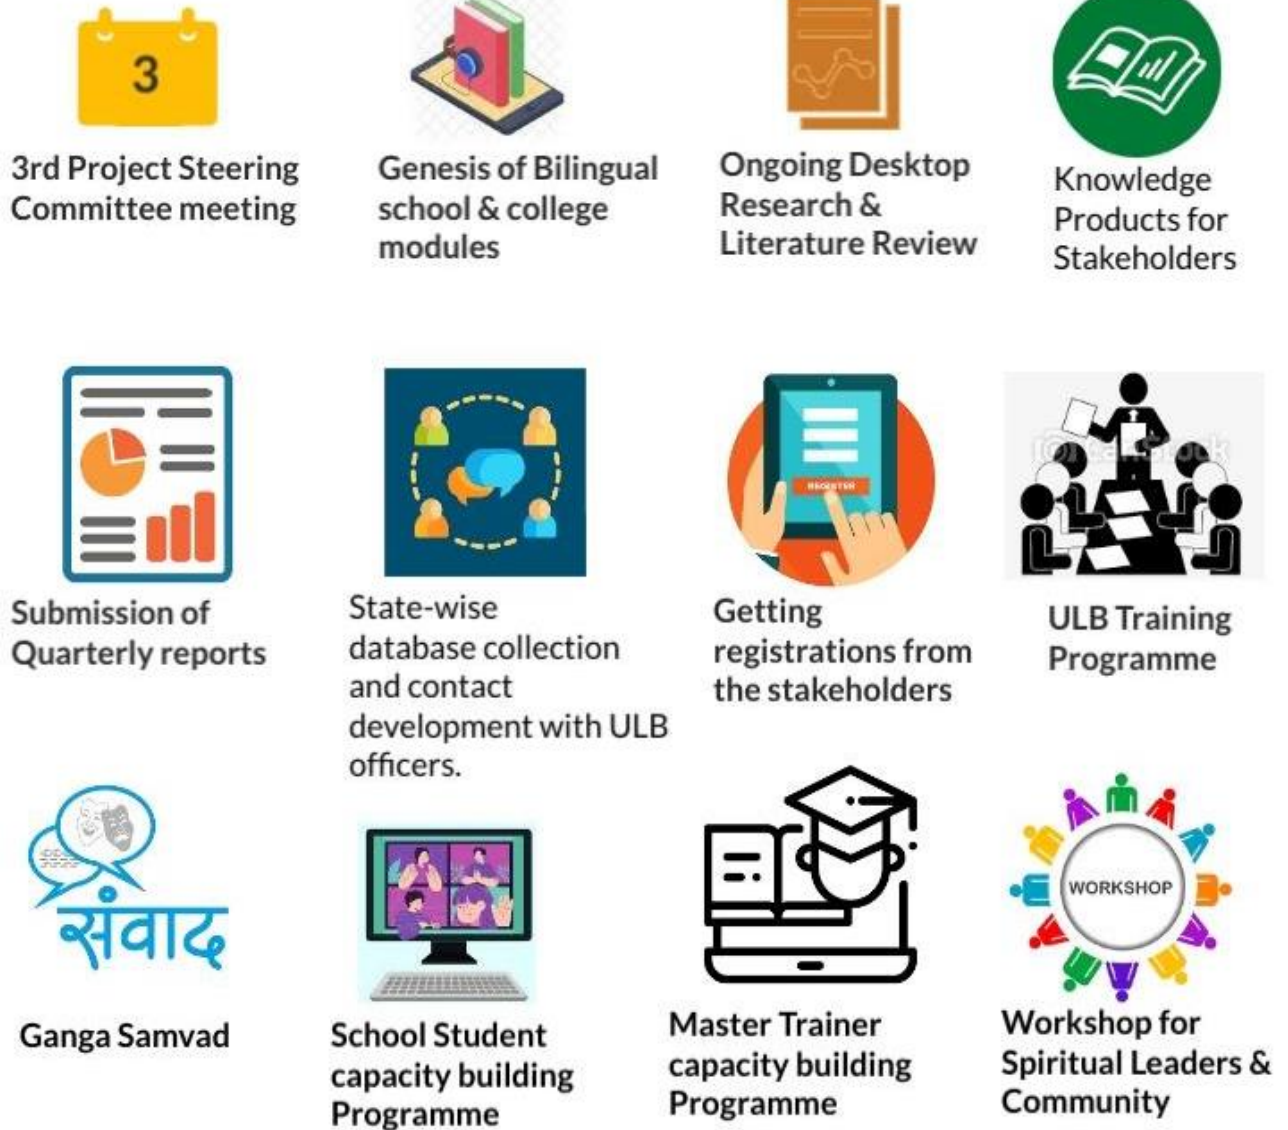 3
3rd Project Steering
Committee meeting
Genesis of Bilingual
school & college
modules
Ongoing Desktop
Research &
Literature Review
Knowledge
Products for
Stakeholders
Submission of
Quarterly reports
State-wise
database collection
and contact
development with ULB
officers.
REGISTER
Getting
registrations from
the stakeholders
ULB Training
Programme
संवाद
Ganga Samvad
School Student
capacity building
Programme
Master Trainer
capacity building
Programme
WORKSHOP
Workshop for
Spiritual Leaders &
Community